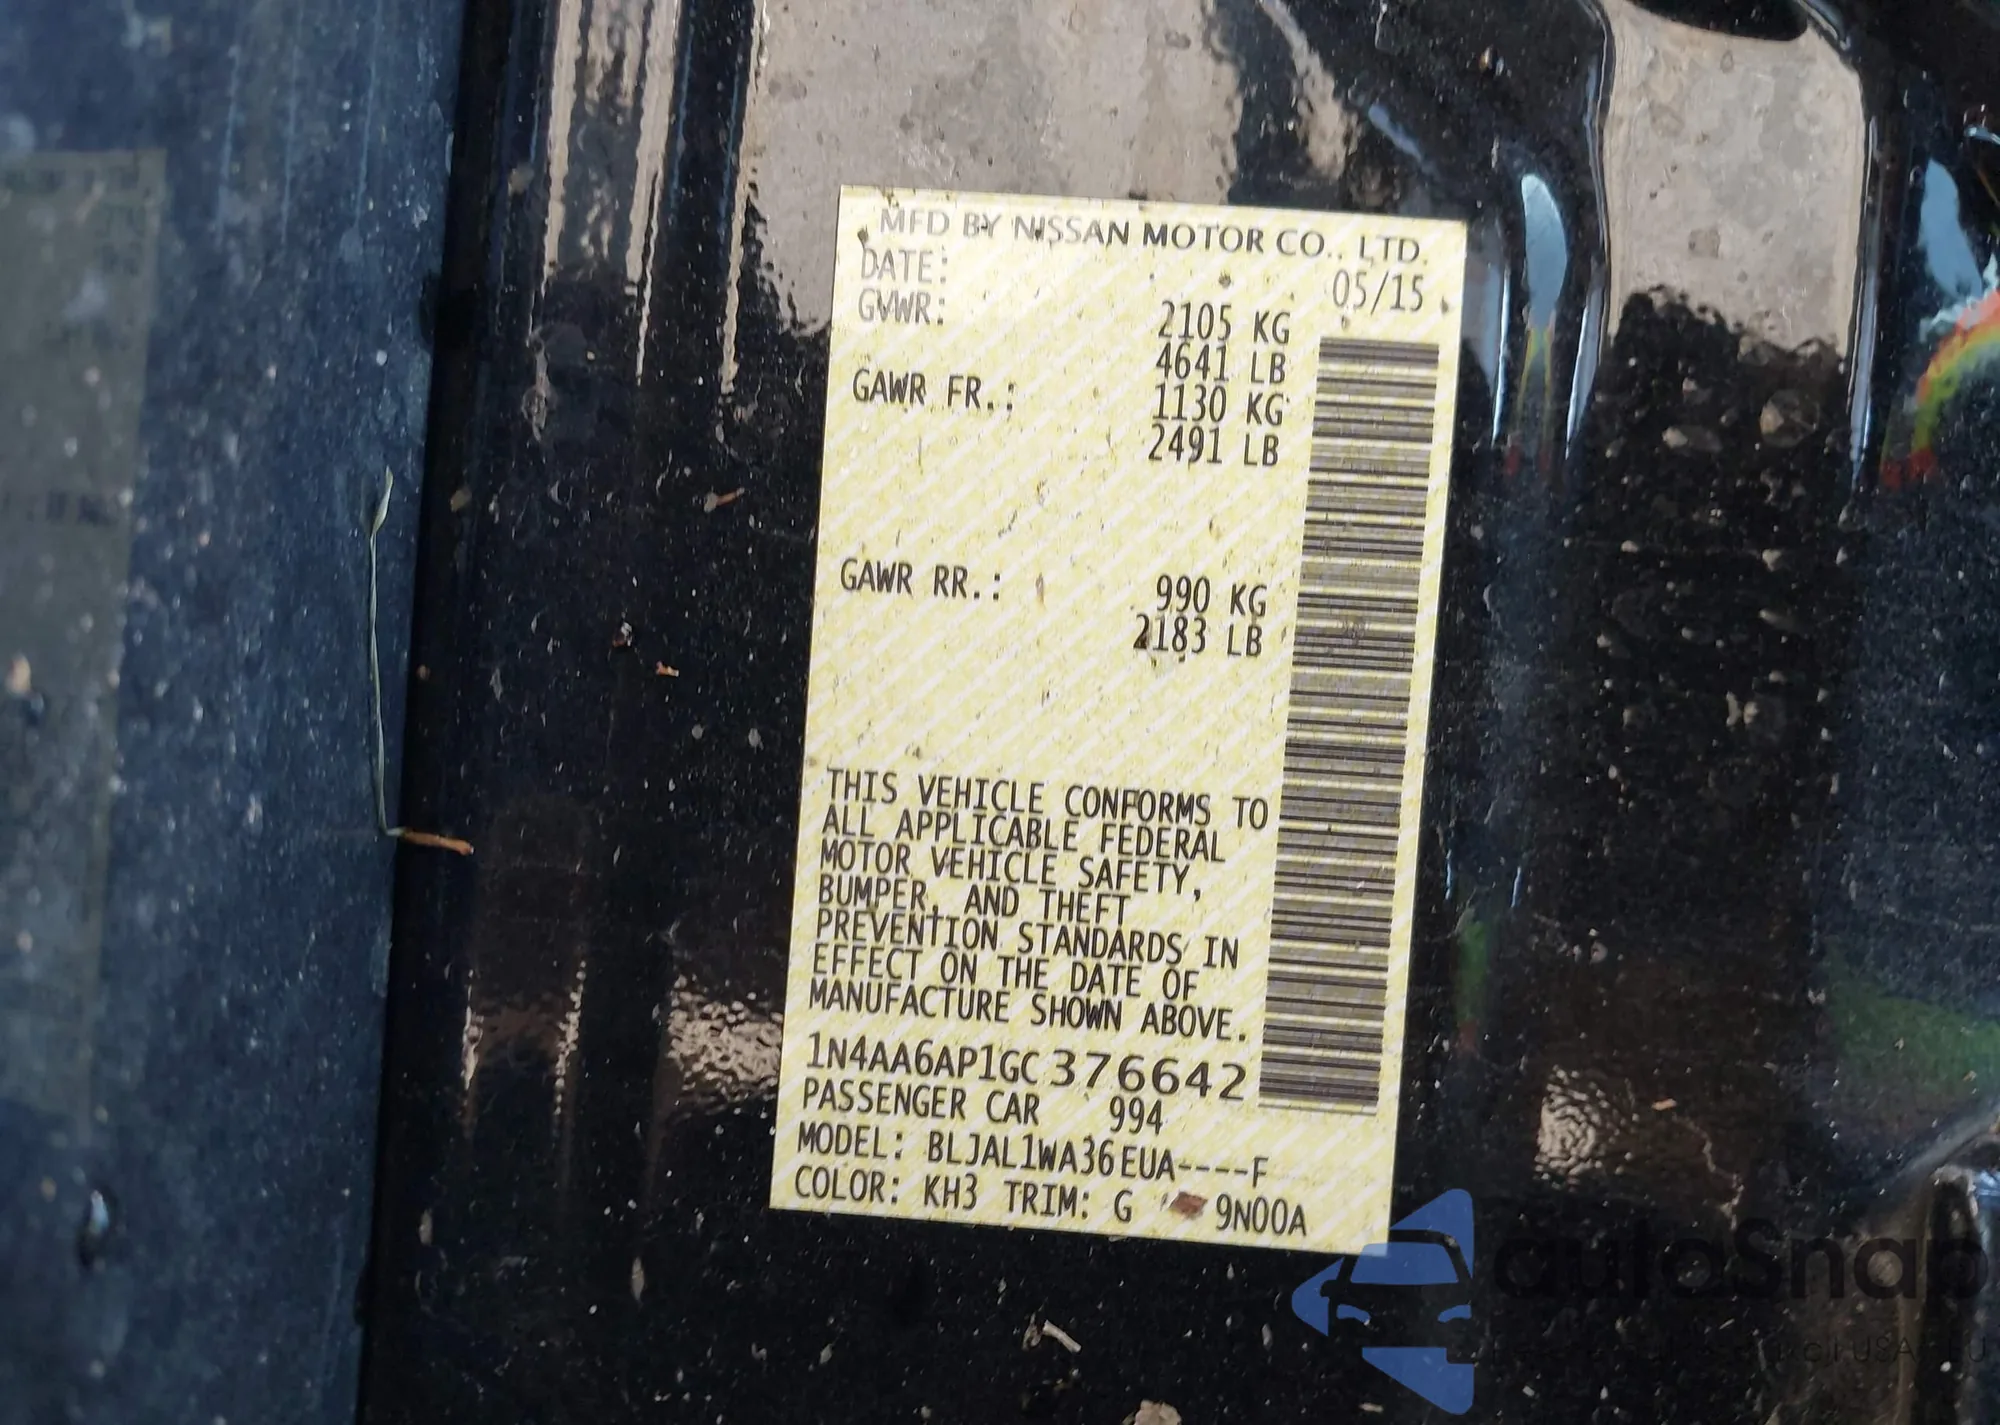 MFD BY NISSAN MOTOR CO., LTD.
DATE: 05/15
GVWR: 2105 KG
4641 LB
GAWR FR.: 1130 KG
2491 LB
GAWR RR.: 990 KG
2183 LB
THIS VEHICLE CONFORMS TO
ALL APPLICABLE FEDERAL
MOTOR VEHICLE SAFETY,
BUMPER, AND THEFT
PREVENTION STANDARDS IN
EFFECT ON THE DATE OF
MANUFACTURE SHOWN ABOVE.
1N4AA6AP1GC376642
PASSENGER CAR 994
MODEL: BLJAL1WA36EUA----F
COLOR: KH3 TRIM: G 9N00A
autoSnap
USA